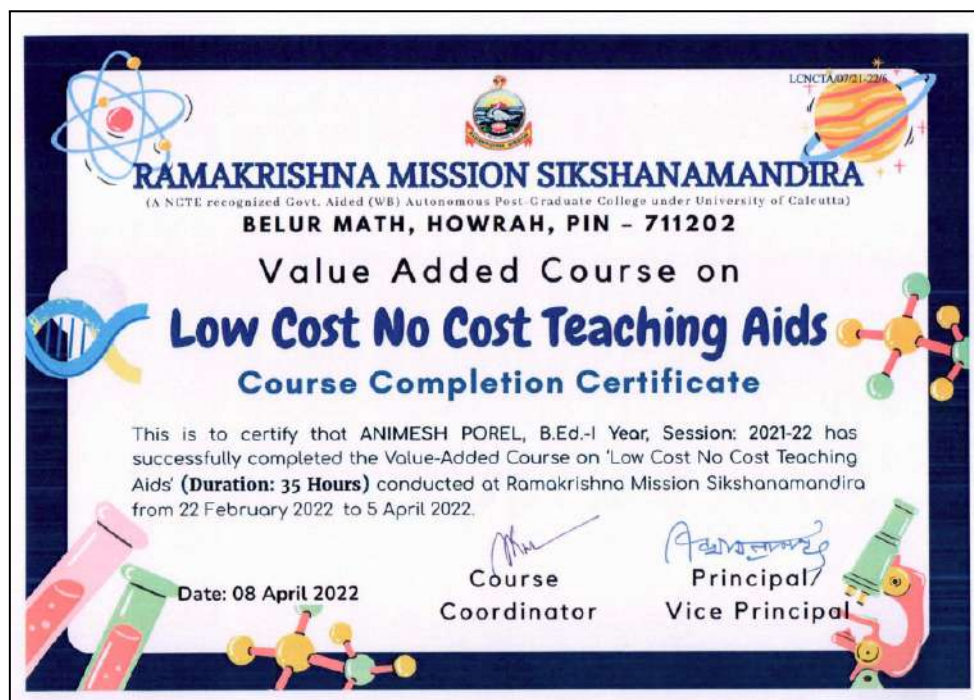 LCNCTA/07/21-22/6
RAMAKRISHNA MISSION SIKSHANAMANDIRA
(A NCTE recognized Govt. Aided (WB) Autonomous Post-Graduate College under University of Calcutta)
BELUR MATH, HOWRAH, PIN – 711202
Value Added Course on
Low Cost No Cost Teaching Aids
Course Completion Certificate
This is to certify that ANIMESH POREL, B.Ed.-I Year, Session: 2021-22 has
successfully completed the Value-Added Course on 'Low Cost No Cost Teaching
Aids' (Duration: 35 Hours) conducted at Ramakrishna Mission Sikshanamandira
from 22 February 2022 to 5 April 2022.
Date: 08 April 2022
Course
Coordinator
Principal/
Vice Principal